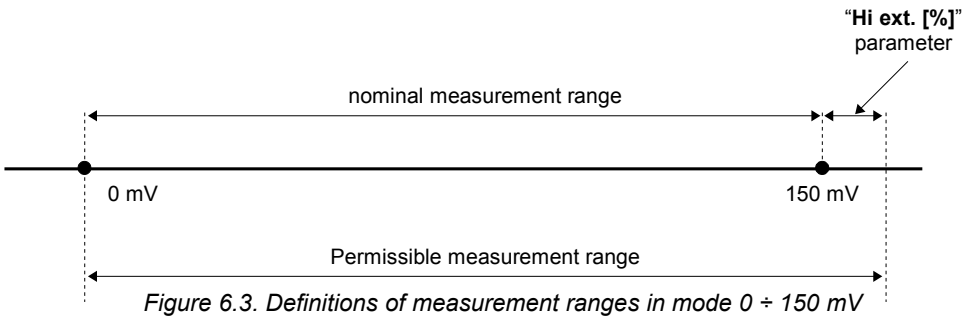 “Hi ext. [%]”
parameter
nominal measurement range
0 mV
150 mV
Permissible measurement range
Figure 6.3. Definitions of measurement ranges in mode 0 ÷ 150 mV